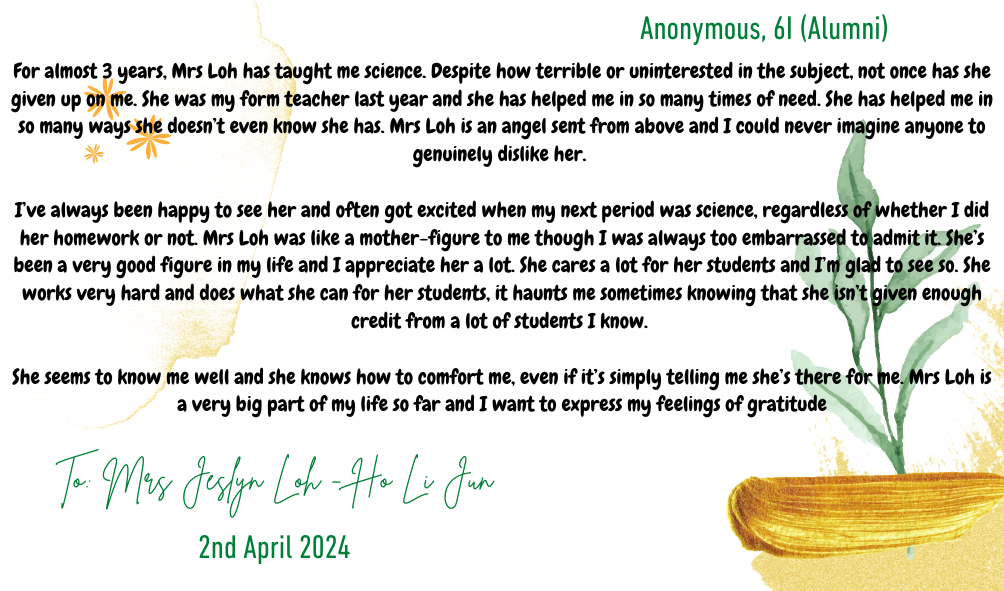 Anonymous, 6I (Alumni)
For almost 3 years, Mrs Loh has taught me science. Despite how terrible or uninterested in the subject, not once has she
given up on me. She was my form teacher last year and she has helped me in so many times of need. She has helped me in
so many ways she doesn't even know she has. Mrs Loh is an angel sent from above and I could never imagine anyone to
genuinely dislike her.
I've always been happy to see her and often got excited when my next period was science, regardless of whether I did
her homework or not. Mrs Loh was like a mother-figure to me though I was always too embarrassed to admit it. She's
been a very good figure in my life and I appreciate her a lot. She cares a lot for her students and I'm glad to see so. She
works very hard and does what she can for her students, it haunts me sometimes knowing that she isn't given enough
credit from a lot of students I know.
She seems to know me well and she knows how to comfort me, even if it's simply telling me she's there for me. Mrs Loh is
a very big part of my life so far and I want to express my feelings of gratitude
To: Mrs Jeslyn Loh -Ho Li Jun
2nd April 2024